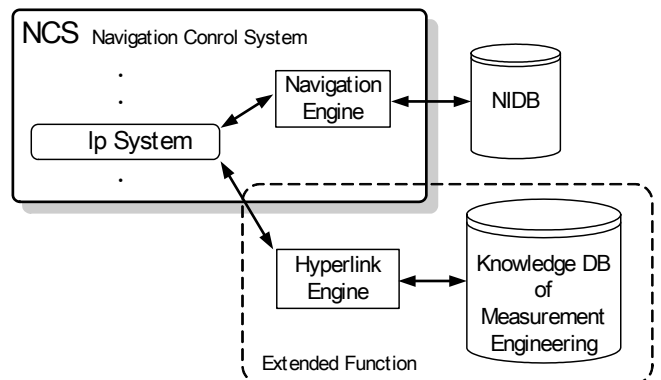 NCS Navigation Conrol System
Navigation
Engine
NIDB
Ip System
Hyperlink
Engine
Knowledge DB
of
Measurement
Engineering
Extended Function